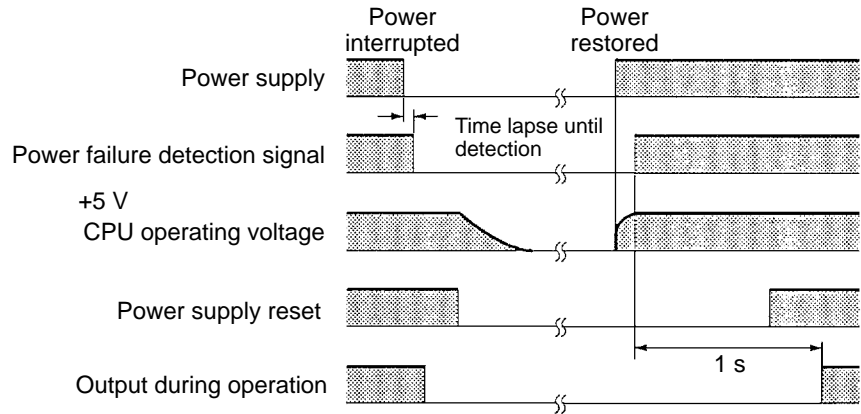 Power
interrupted
Power
restored
Power supply
Time lapse until
detection
Power failure detection signal
+5 V
CPU operating voltage
Power supply reset
1 s
Output during operation